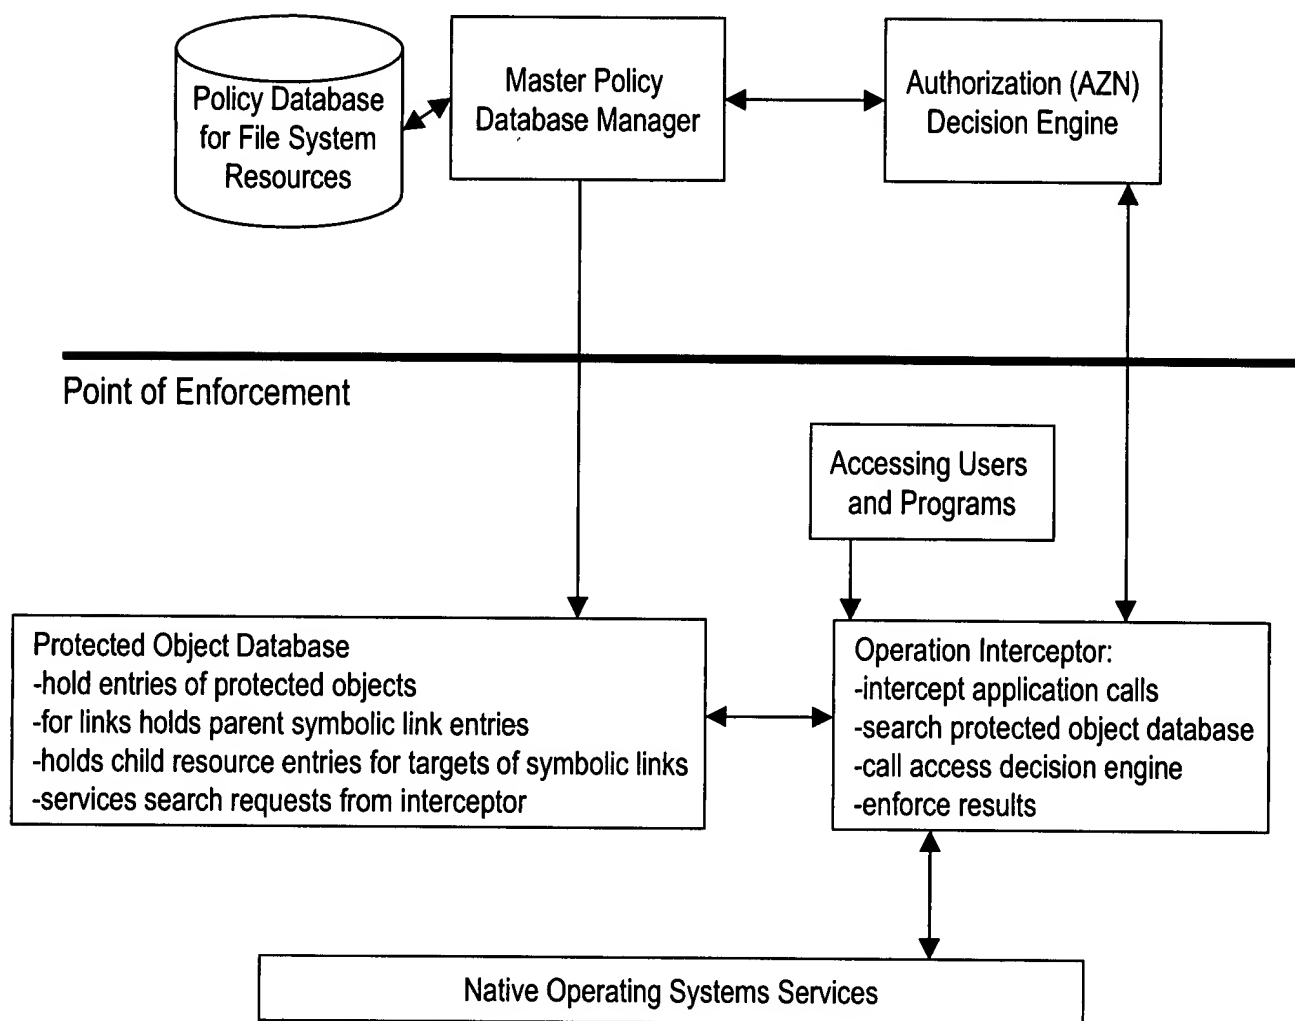 Policy Database
for File System
Resources
Master Policy
Database Manager
Authorization (AZN)
Decision Engine
Point of Enforcement
Accessing Users
and Programs
Protected Object Database
-hold entries of protected objects
-for links holds parent symbolic link entries
-holds child resource entries for targets of symbolic links
-services search requests from interceptor
Operation Interceptor:
-intercept application calls
-search protected object database
-call access decision engine
-enforce results
Native Operating Systems Services